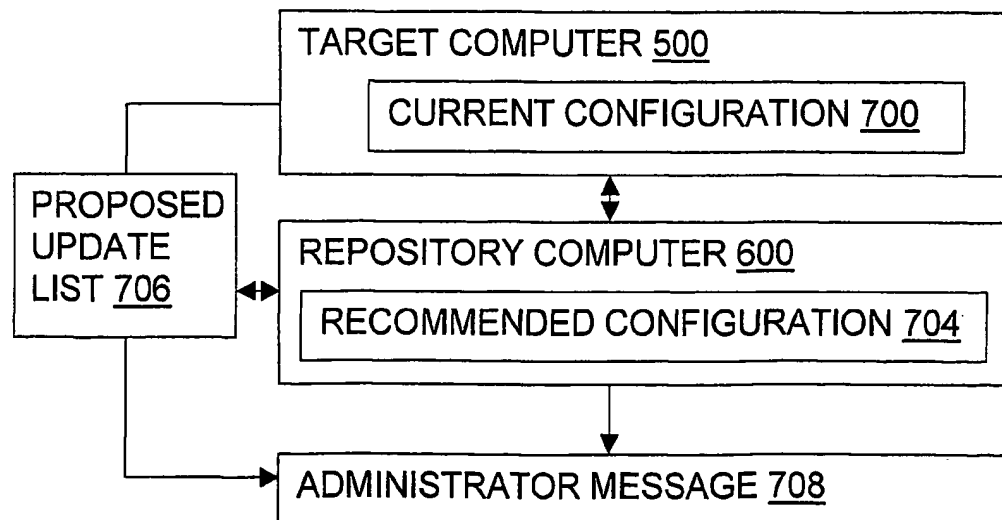 TARGET COMPUTER 500
CURRENT CONFIGURATION 700
PROPOSED
UPDATE
LIST 706
REPOSITORY COMPUTER 600
RECOMMENDED CONFIGURATION 704
ADMINISTRATOR MESSAGE 708